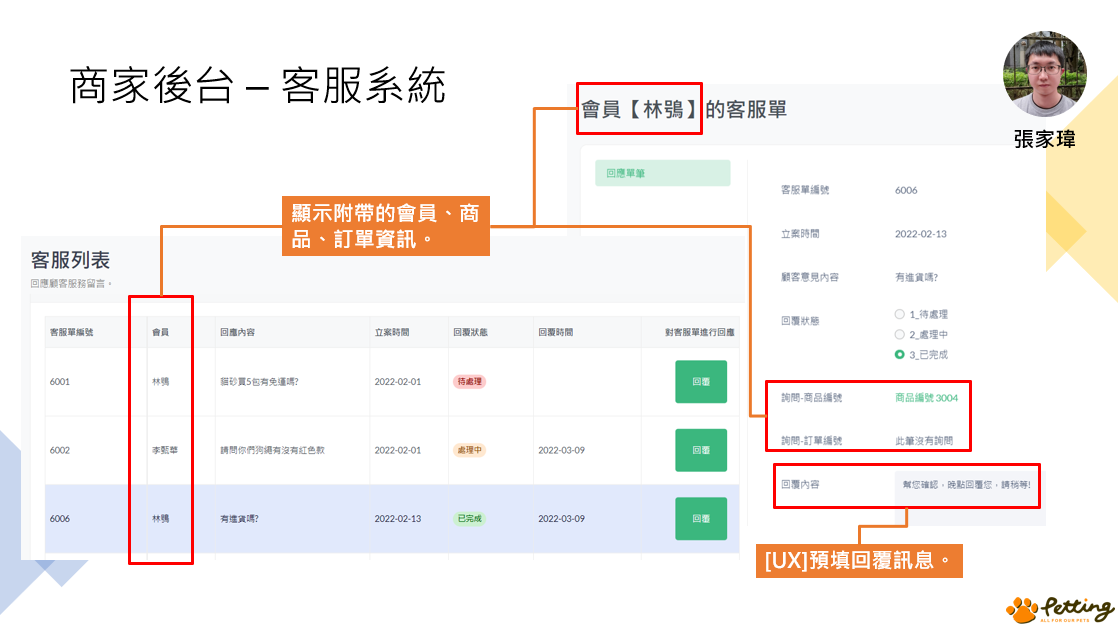 商家後台 – 客服系統
張家瑋
會員【林鴞】的客服單
回應單筆
客服單編號 6006
立案時間 2022-02-13
顧客意見內容 有進貨嗎?
回覆狀態
1_待處理
2_處理中
3_已完成
詢問-商品編號 商品編號 3004
詢問-訂單編號 此筆沒有詢問
回覆內容 幫您確認，晚點回覆您，請稍等!
顯示附帶的會員、商
品、訂單資訊。
客服列表
回應顧客服務留言。
客服單編號 會員 回應內容 立案時間 回覆狀態 回覆時間 對客服單進行回應
6001 林鴞 貓砂買5包有免運嗎? 2022-02-01 待處理 回覆
6002 李甄華 請問你們狗繩有沒有紅色款 2022-02-01 處理中 2022-03-09 回覆
6006 林鴞 有進貨嗎? 2022-02-13 已完成 2022-03-09 回覆
[UX]預填回覆訊息。
Petting
ALL FOR OUR PETS